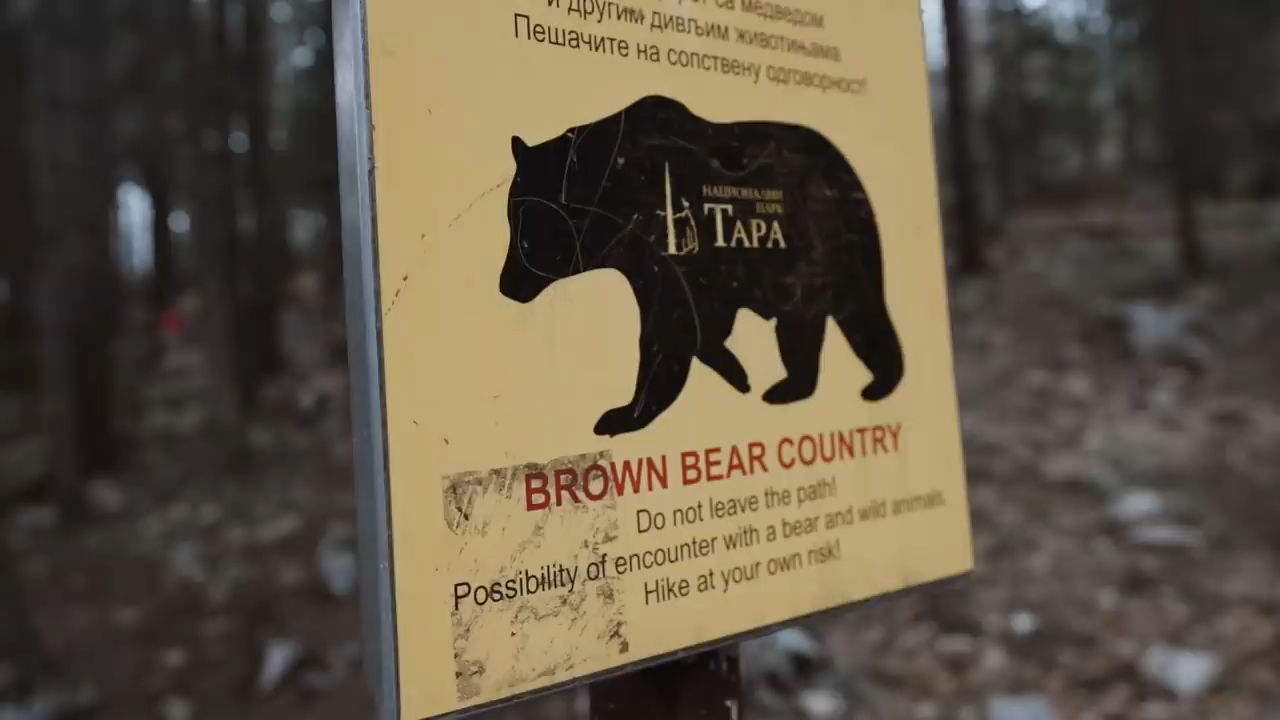 са медведом
и другим дивљим животињама
Пешачите на сопствену одговорност!
НАЦИОНАЛНИ
ПАРК
ТАРА
BROWN BEAR COUNTRY
Do not leave the path!
Possibility of encounter with a bear and wild animals
Hike at your own risk!